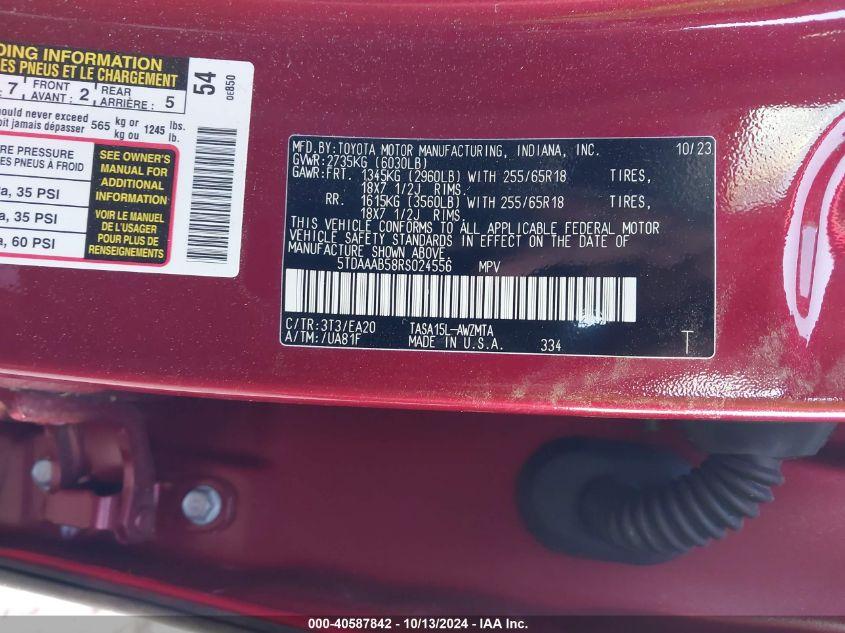 DING INFORMATION
ES PNEUS ET LE CHARGEMENT
7 FRONT AVANT : 2 REAR ARRIÈRE : 5
ould never exceed 565 kg or 1245 lbs.
oit jamais dépasser kg ou lb.
54
0E850
RE PRESSURE
ES PNEUS À FROID
a, 35 PSI
a, 35 PSI
a, 60 PSI
SEE OWNER'S
MANUAL FOR
ADDITIONAL
INFORMATION
VOIR LE MANUEL
DE L'USAGER
POUR PLUS DE
RENSEIGNEMENTS
MFD.BY:TOYOTA MOTOR MANUFACTURING, INDIANA, INC. 10/23
GVWR:2735KG (6030LB)
GAWR:FRT. 1345KG (2960LB) WITH 255/65R18 TIRES,
18X7 1/2J RIMS.
RR. 1615KG (3560LB) WITH 255/65R18 TIRES,
18X7 1/2J RIMS.
THIS VEHICLE CONFORMS TO ALL APPLICABLE FEDERAL MOTOR
VEHICLE SAFETY STANDARDS IN EFFECT ON THE DATE OF
MANUFACTURE SHOWN ABOVE.
5TDAAAB58RS024556 MPV
C/TR:3T3/EA20 TASA15L-AWZMTA
A/TM:/UA81F MADE IN U.S.A. 334 T
000-40587842 - 10/13/2024 - IAA Inc.